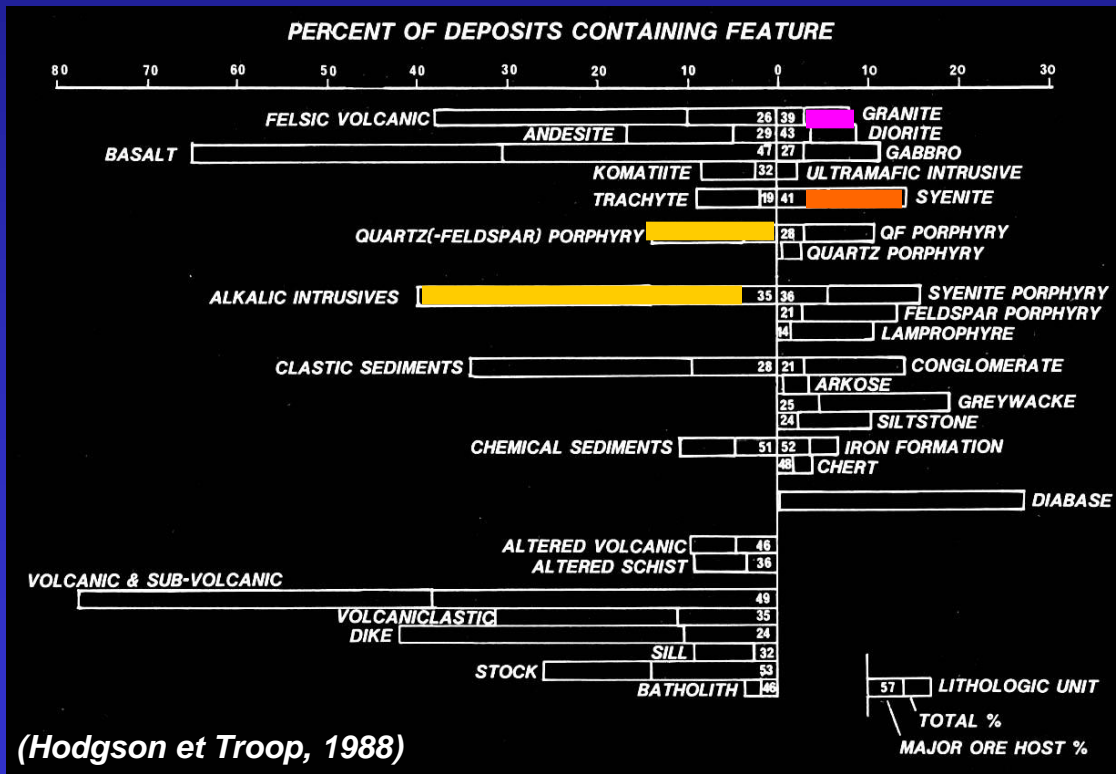 PERCENT OF DEPOSITS CONTAINING FEATURE
80 70 60 50 40 30 20 10 0 10 20 30
FELSIC VOLCANIC 26 39 GRANITE
ANDESITE 29 43 DIORITE
BASALT 47 27 GABBRO
KOMATIITE 32 ULTRAMAFIC INTRUSIVE
TRACHYTE 19 41 SYENITE
QUARTZ(-FELDSPAR) PORPHYRY 28 QF PORPHYRY
QUARTZ PORPHYRY
ALKALIC INTRUSIVES 35 36 SYENITE PORPHYRY
21 FELDSPAR PORPHYRY
14 LAMPROPHYRE
CLASTIC SEDIMENTS 28 21 CONGLOMERATE
ARKOSE
25 GREYWACKE
24 SILTSTONE
CHEMICAL SEDIMENTS 51 52 IRON FORMATION
48 CHERT
DIABASE
ALTERED VOLCANIC 46
ALTERED SCHIST 36
VOLCANIC & SUB-VOLCANIC
49
VOLCANICLASTIC 35
DIKE 24
SILL 32
STOCK 53
BATHOLITH 46
57 LITHOLOGIC UNIT
TOTAL %
MAJOR ORE HOST %
(Hodgson et Troop, 1988)